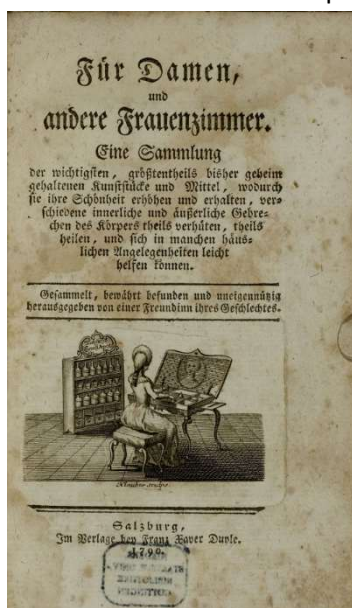 Für Damen,
und
andere Frauenzimmer.
Eine Sammlung
der wichtigsten, größtentheils bisher geheim
gehaltenen Kunststücke und Mittel, wodurch
sie ihre Schönheit erhöhen und erhalten, ver-
schiedene innerliche und äußerliche Gebre-
chen des Körpers theils verhüten, theils
heilen, und sich in manchen häus-
lichen Angelegenheiten leicht
helfen können.
Gesammelt, bewährt befunden und uneigennützig
herausgegeben von einer Freundinn ihres Geschlechtes.
sculps.
Salzburg,
Im Verlage bey Franz Xaver Duyle.
1790.